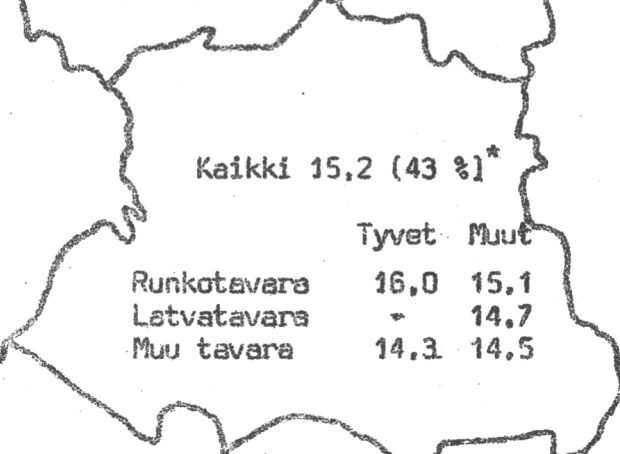 Kaikki 15,2 (43 %)*
Tyvet Muut
Runkotavara 16,0 15,1
Latvatavara - 14,7
Muu tavara 14,3 14,5